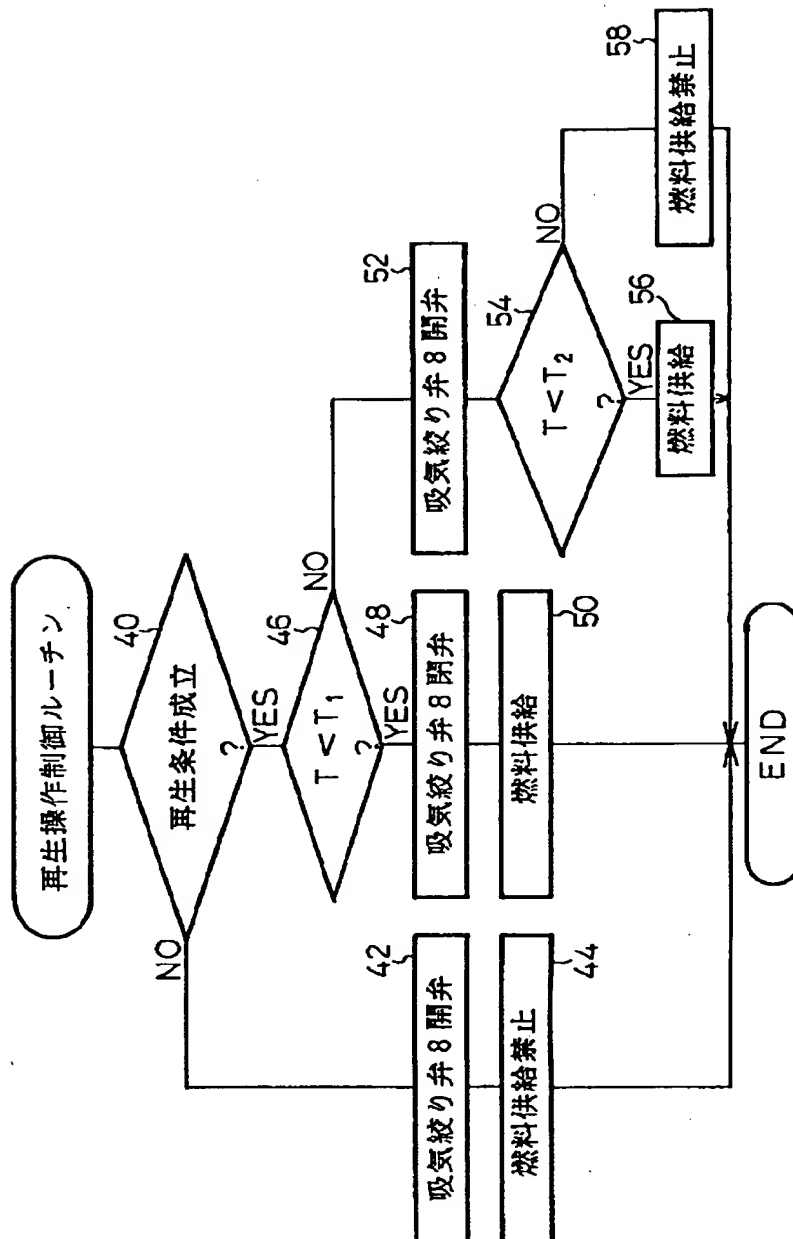 再生操作制御ルーチン
40
再生条件成立
?
NO
YES
42
吸気絞り弁8開弁
44
燃料供給禁止
46
T<T₁
?
NO
YES
48
吸気絞り弁8閉弁
50
燃料供給
52
吸気絞り弁8開弁
54
T<T₂
?
NO
YES
56
燃料供給
58
燃料供給禁止
END